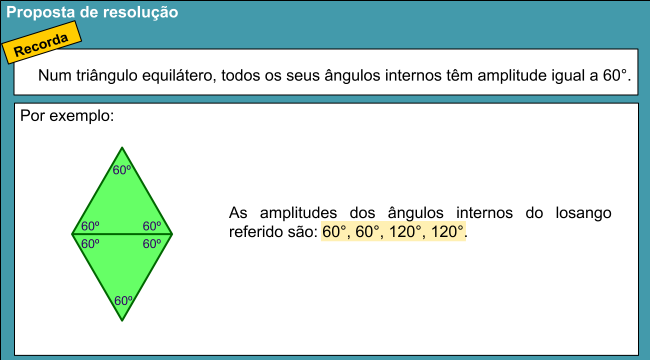 Proposta de resolução
Recorda
Num triângulo equilátero, todos os seus ângulos internos têm amplitude igual a 60°.
Por exemplo:
60º
60º 60º
60º 60º
60º
As amplitudes dos ângulos internos do losango
referido são: 60°, 60°, 120°, 120°.